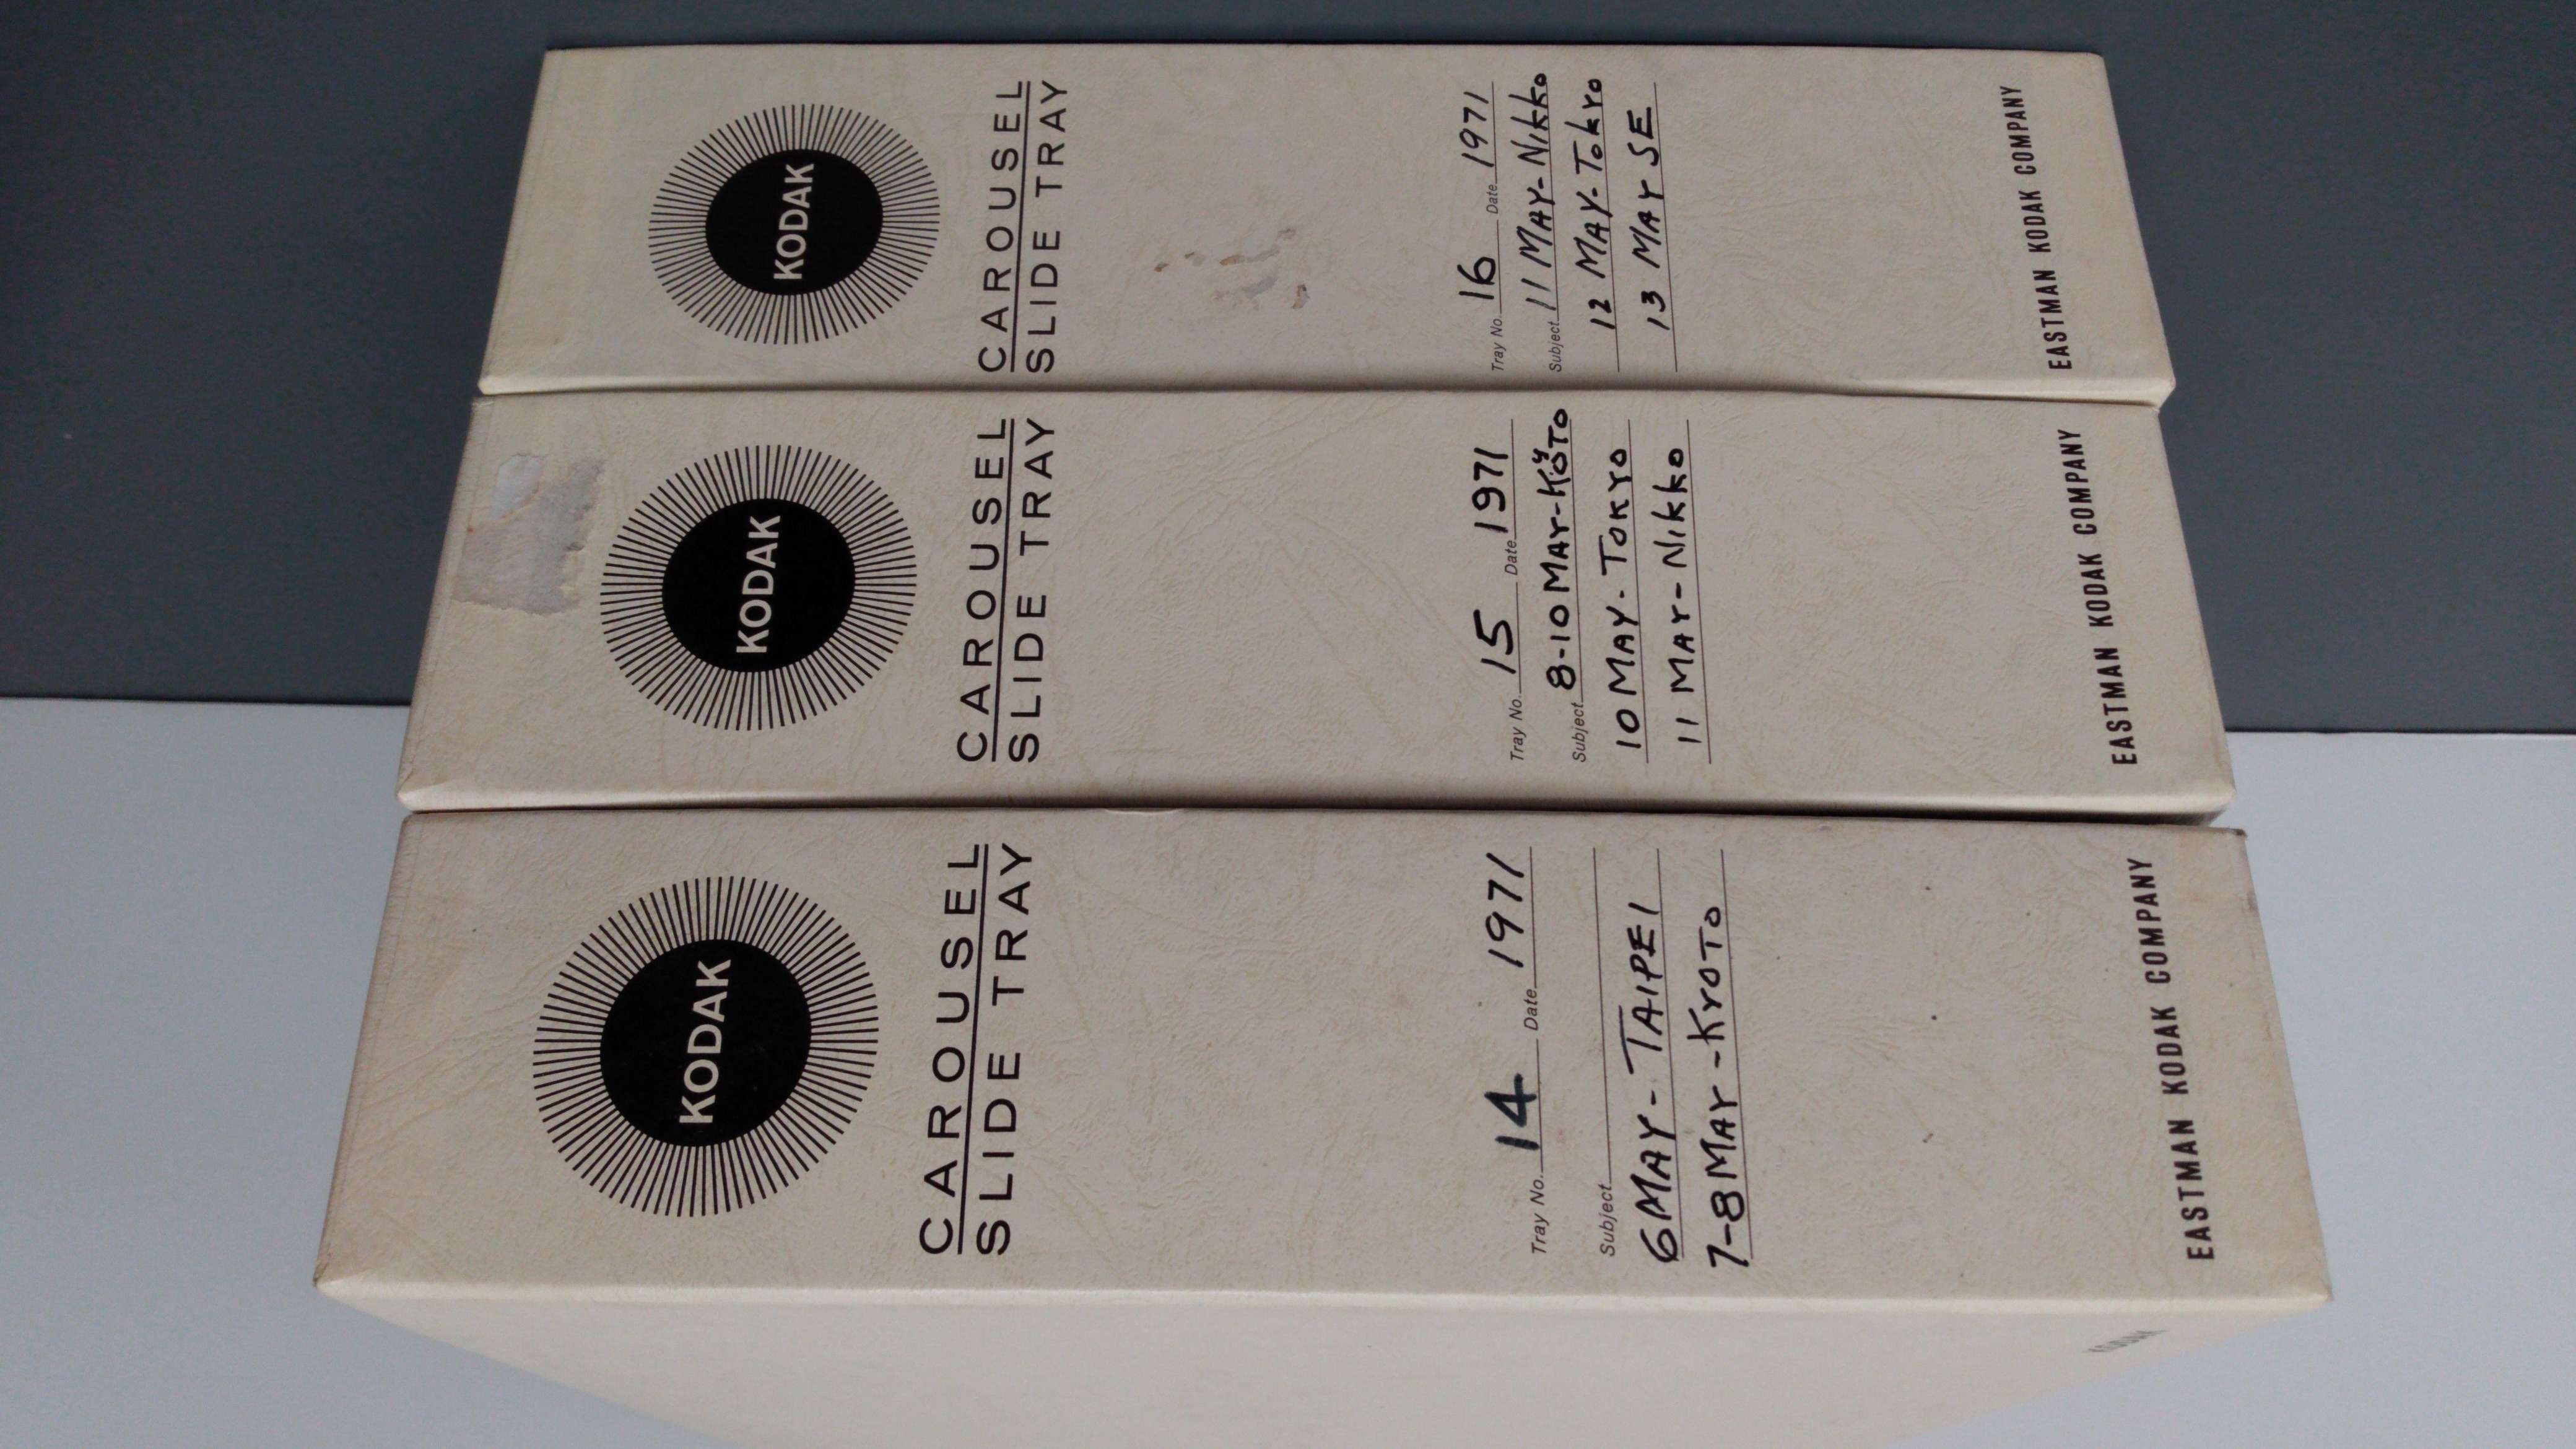 KODAK
CAROUSEL
SLIDE TRAY
Tray No. 14 Date 1971
Subject
6 MAY - TAIPEI
7-8 MAY - KYOTO
EASTMAN KODAK COMPANY
KODAK
KODAK
CAROUSEL
SLIDE TRAY
Tray No. 15 Date 1971
Subject 8-10 MAY-KYOTO
10 MAY - TOKYO
11 MAY - NIKKO
EASTMAN KODAK COMPANY
KODAK
CAROUSEL
SLIDE TRAY
Tray No. 16 Date 1971
Subject 11 MAY - NIKKO
12 MAY - TOKYO
13 MAY SE
EASTMAN KODAK COMPANY